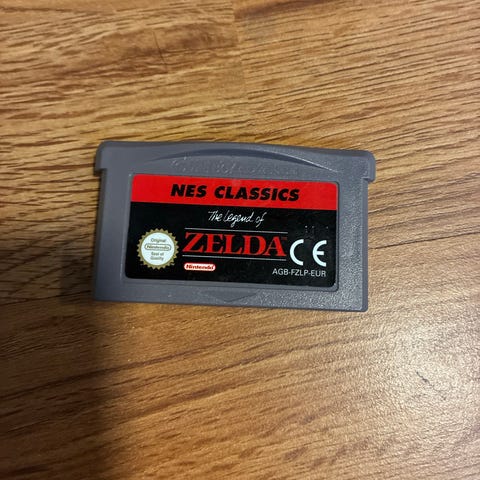 NES CLASSICS
The Legend of
ZELDA
CE
Original
Nintendo
Seal of
Quality
Nintendo
AGB-FZLP-EUR